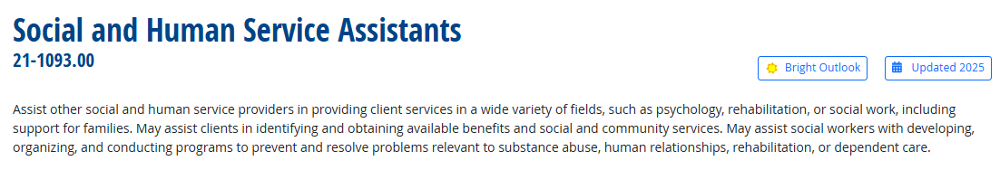 Social and Human Service Assistants
21-1093.00
Bright Outlook
Updated 2025
Assist other social and human service providers in providing client services in a wide variety of fields, such as psychology, rehabilitation, or social work, including
support for families. May assist clients in identifying and obtaining available benefits and social and community services. May assist social workers with developing,
organizing, and conducting programs to prevent and resolve problems relevant to substance abuse, human relationships, rehabilitation, or dependent care.